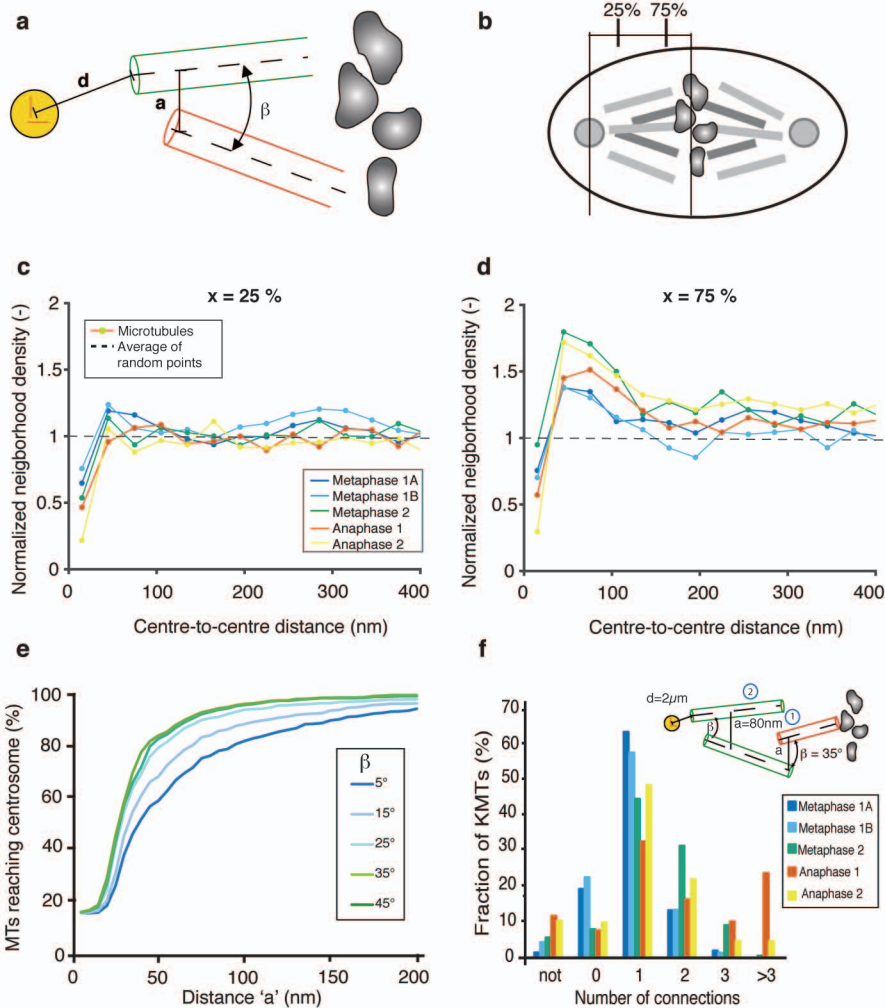 a
d
a
β
b
25% 75%
c
x = 25 %
Normalized neigborhood density (-)
2
1.5
1
0.5
0
Microtubules
Average of
random points
Metaphase 1A
Metaphase 1B
Metaphase 2
Anaphase 1
Anaphase 2
0 100 200 300 400
Centre-to-centre distance (nm)
d
x = 75 %
Normalized neigborhood density (-)
2
1.5
1
0.5
0
0 100 200 300 400
Centre-to-centre distance (nm)
e
MTs reaching centrosome (%)
100
80
60
40
20
0
β
5°
15°
25°
35°
45°
0 50 100 150 200
Distance 'a' (nm)
f
Fraction of KMTs (%)
70
60
50
40
30
20
10
0
d=2μm
2
β
a=80nm
1
a
β = 35°
Metaphase 1A
Metaphase 1B
Metaphase 2
Anaphase 1
Anaphase 2
not 0 1 2 3 >3
Number of connections